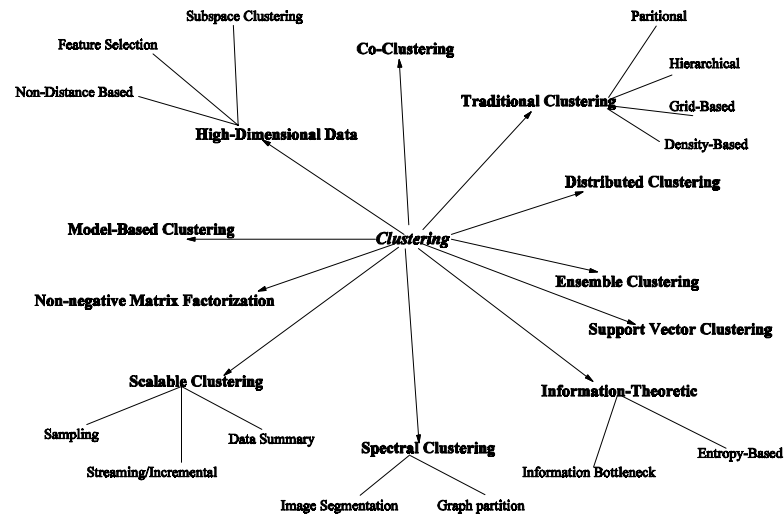 Subspace Clustering
Paritional
Feature Selection
Co-Clustering
Hierarchical
Non-Distance Based
Traditional Clustering
Grid-Based
High-Dimensional Data
Density-Based
Distributed Clustering
Model-Based Clustering
Clustering
Ensemble Clustering
Non-negative Matrix Factorization
Support Vector Clustering
Scalable Clustering
Information-Theoretic
Sampling
Data Summary
Spectral Clustering
Entropy-Based
Streaming/Incremental
Information Bottleneck
Image Segmentation
Graph partition